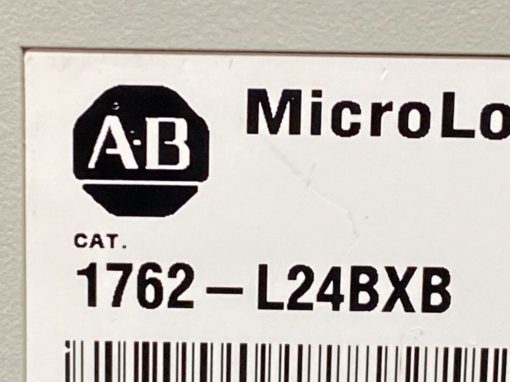 A·B
MicroLo
CAT.
1762-L24BXB